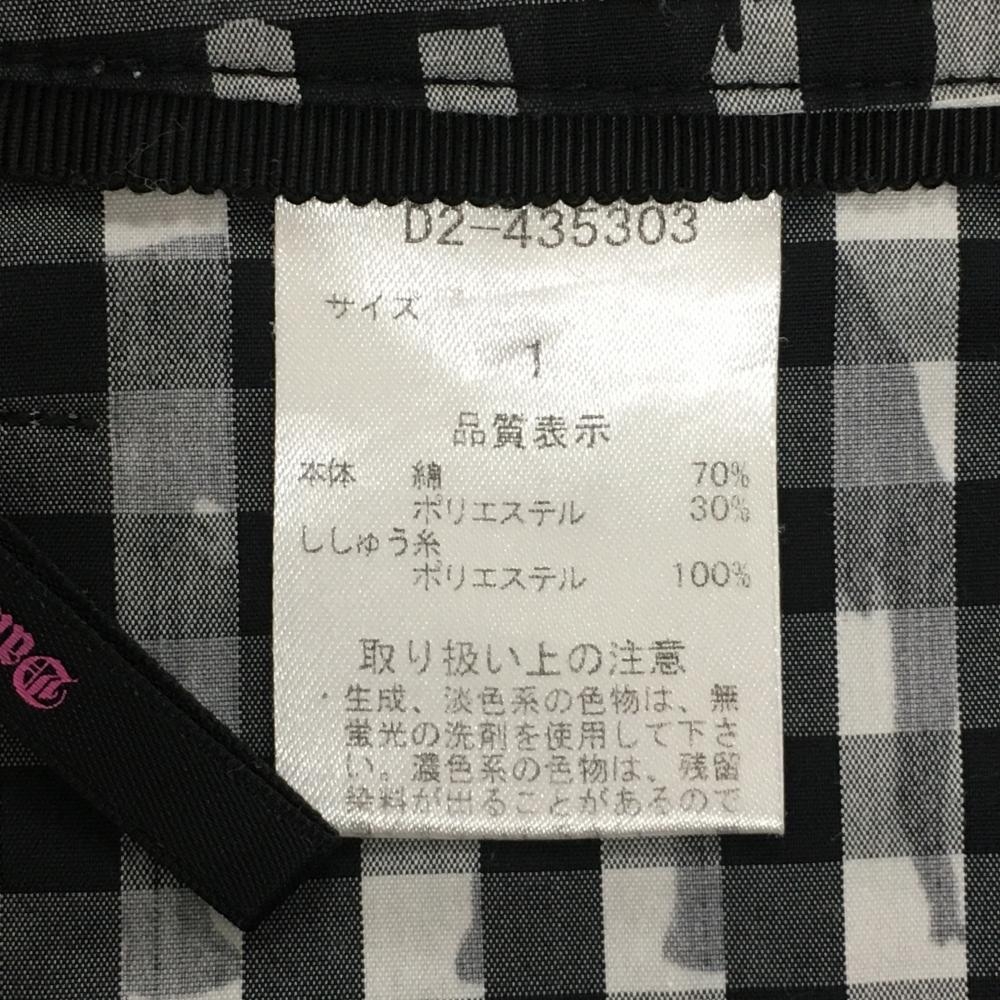 D2-435303
サイズ
1
品質表示
本体 綿 70%
ポリエステル 30%
ししゅう糸
ポリエステル 100%
取り扱い上の注意
・生成、淡色系の色物は、無
蛍光の洗剤を使用して下さ
い。濃色系の色物は、残留
染料が出ることがあるので